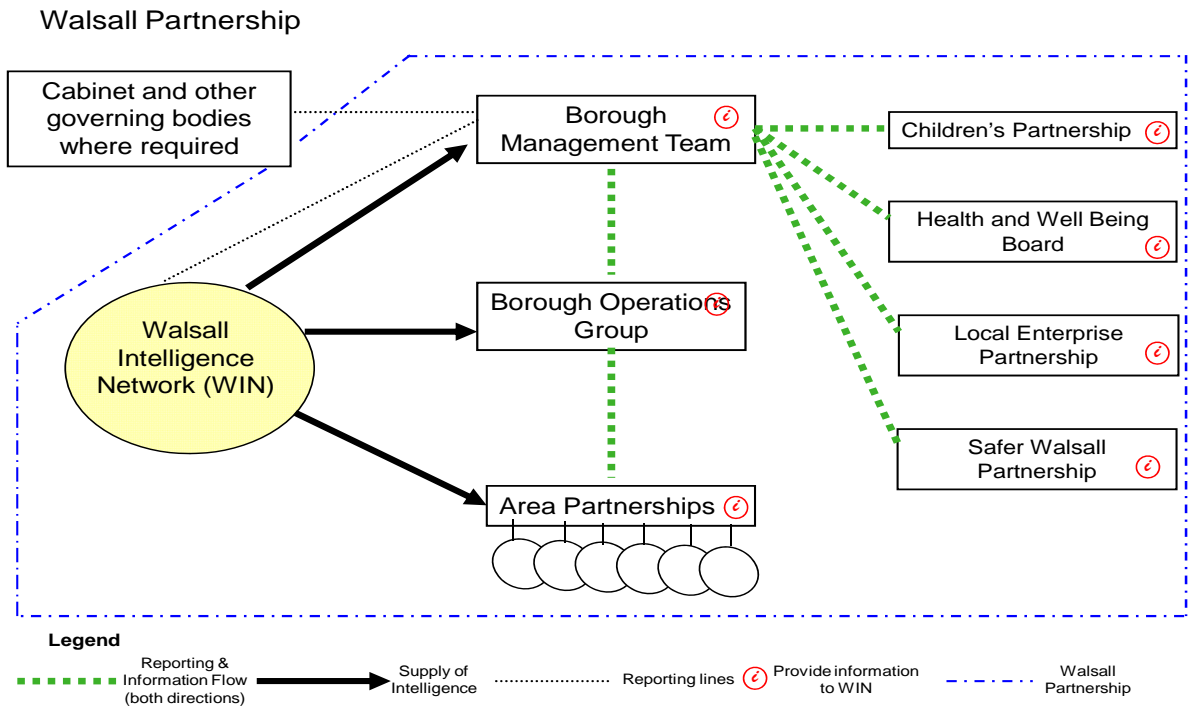 Walsall Partnership
Cabinet and other
governing bodies
where required
Borough
Management Team
i
Children's Partnership
i
Health and Well Being
Board
i
Walsall
Intelligence
Network (WIN)
Borough Operations
Group
i
Local Enterprise
Partnership
i
Safer Walsall
Partnership
i
Area Partnerships
i
Legend
Reporting &
Information Flow
(both directions)
Supply of
Intelligence
Reporting lines
i
Provide information
to WIN
Walsall
Partnership